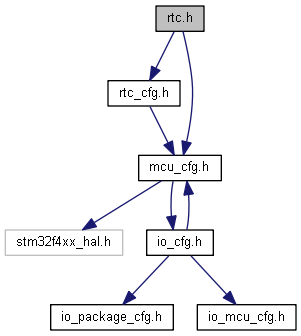 rtc.h
rtc_cfg.h
mcu_cfg.h
stm32f4xx_hal.h
io_cfg.h
io_package_cfg.h
io_mcu_cfg.h